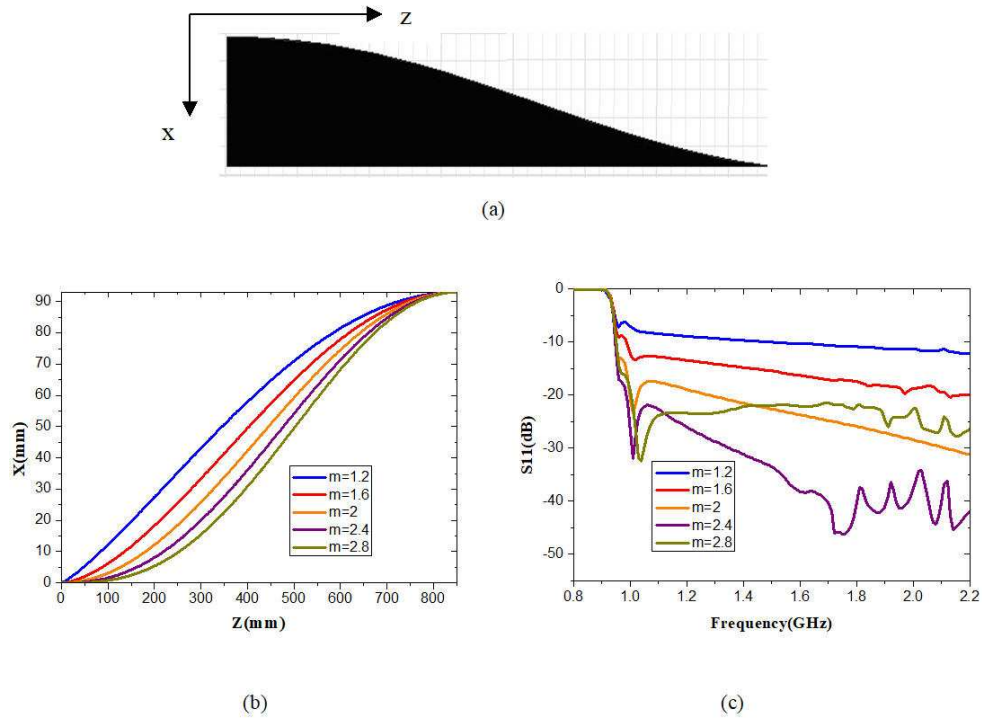 z
x
(a)
X(mm)
90
80
70
60
50
40
30
20
10
0
m=1.2
m=1.6
m=2
m=2.4
m=2.8
0 100 200 300 400 500 600 700 800
Z(mm)
S11(dB)
0
-10
-20
-30
-40
-50
m=1.2
m=1.6
m=2
m=2.4
m=2.8
0.8 1.0 1.2 1.4 1.6 1.8 2.0 2.2
Frequency(GHz)
(b)
(c)